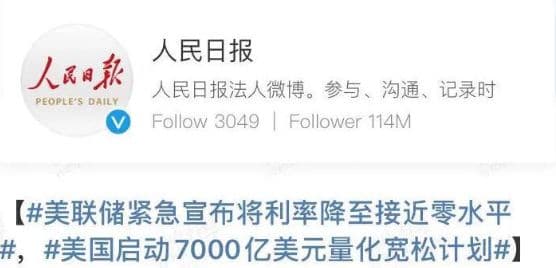 人民日报
PEOPLE'S DAILY
人民日报
人民日报法人微博。参与、沟通、记录时
Follow 3049 | Follower 114M
【#美联储紧急宣布将利率降至接近零水平
#，#美国启动7000亿美元量化宽松计划#】